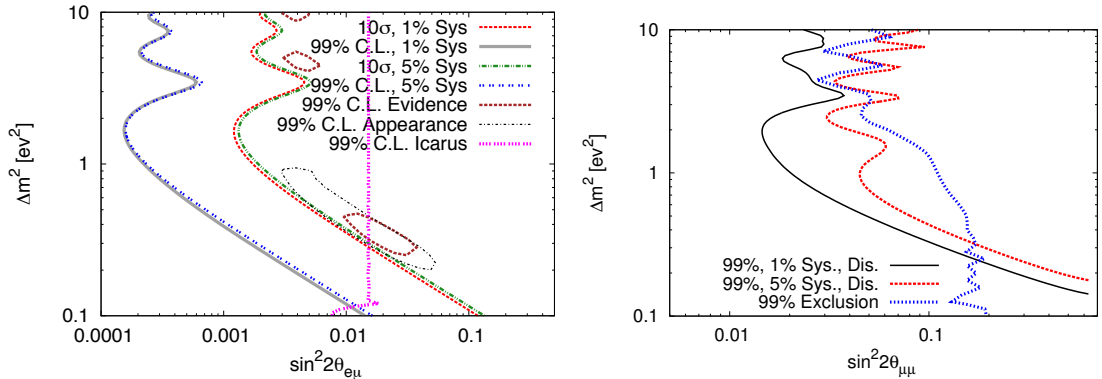 10
1
0.1
Δm² [ev²]
0.0001
0.001
0.01
0.1
sin²2θ_eμ
10σ, 1% Sys
99% C.L., 1% Sys
10σ, 5% Sys
99% C.L., 5% Sys
99% C.L. Evidence
99% C.L. Appearance
99% C.L. Icarus
10
1
0.1
Δm² [ev²]
99%, 1% Sys., Dis.
99%, 5% Sys., Dis.
99% Exclusion
0.01
0.1
sin²2θ_μμ